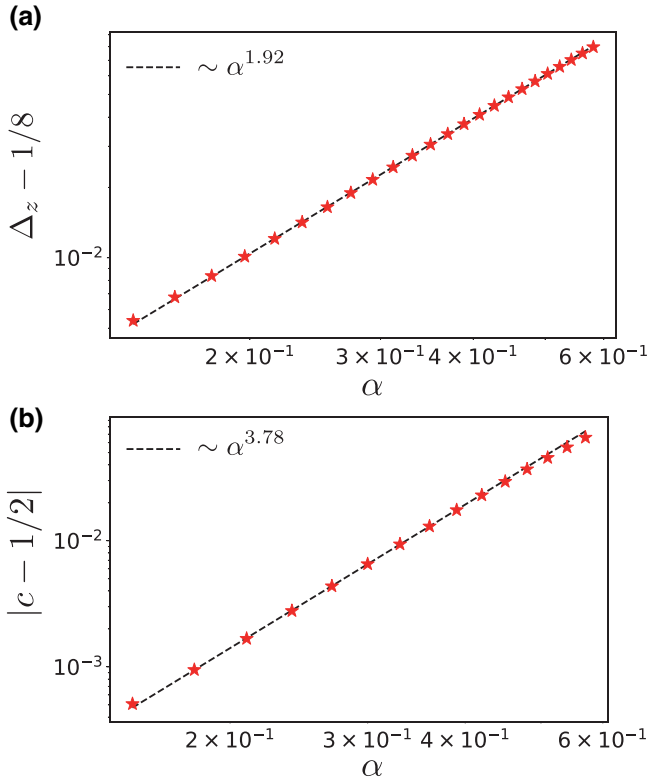 (a)
∼ α^{1.92}
Δ_z − 1/8
10^{−2}
2 × 10^{−1} 3 × 10^{−1} 4 × 10^{−1} 6 × 10^{−1}
α
(b)
∼ α^{3.78}
|c − 1/2|
10^{−2}
10^{−3}
2 × 10^{−1} 3 × 10^{−1} 4 × 10^{−1} 6 × 10^{−1}
α